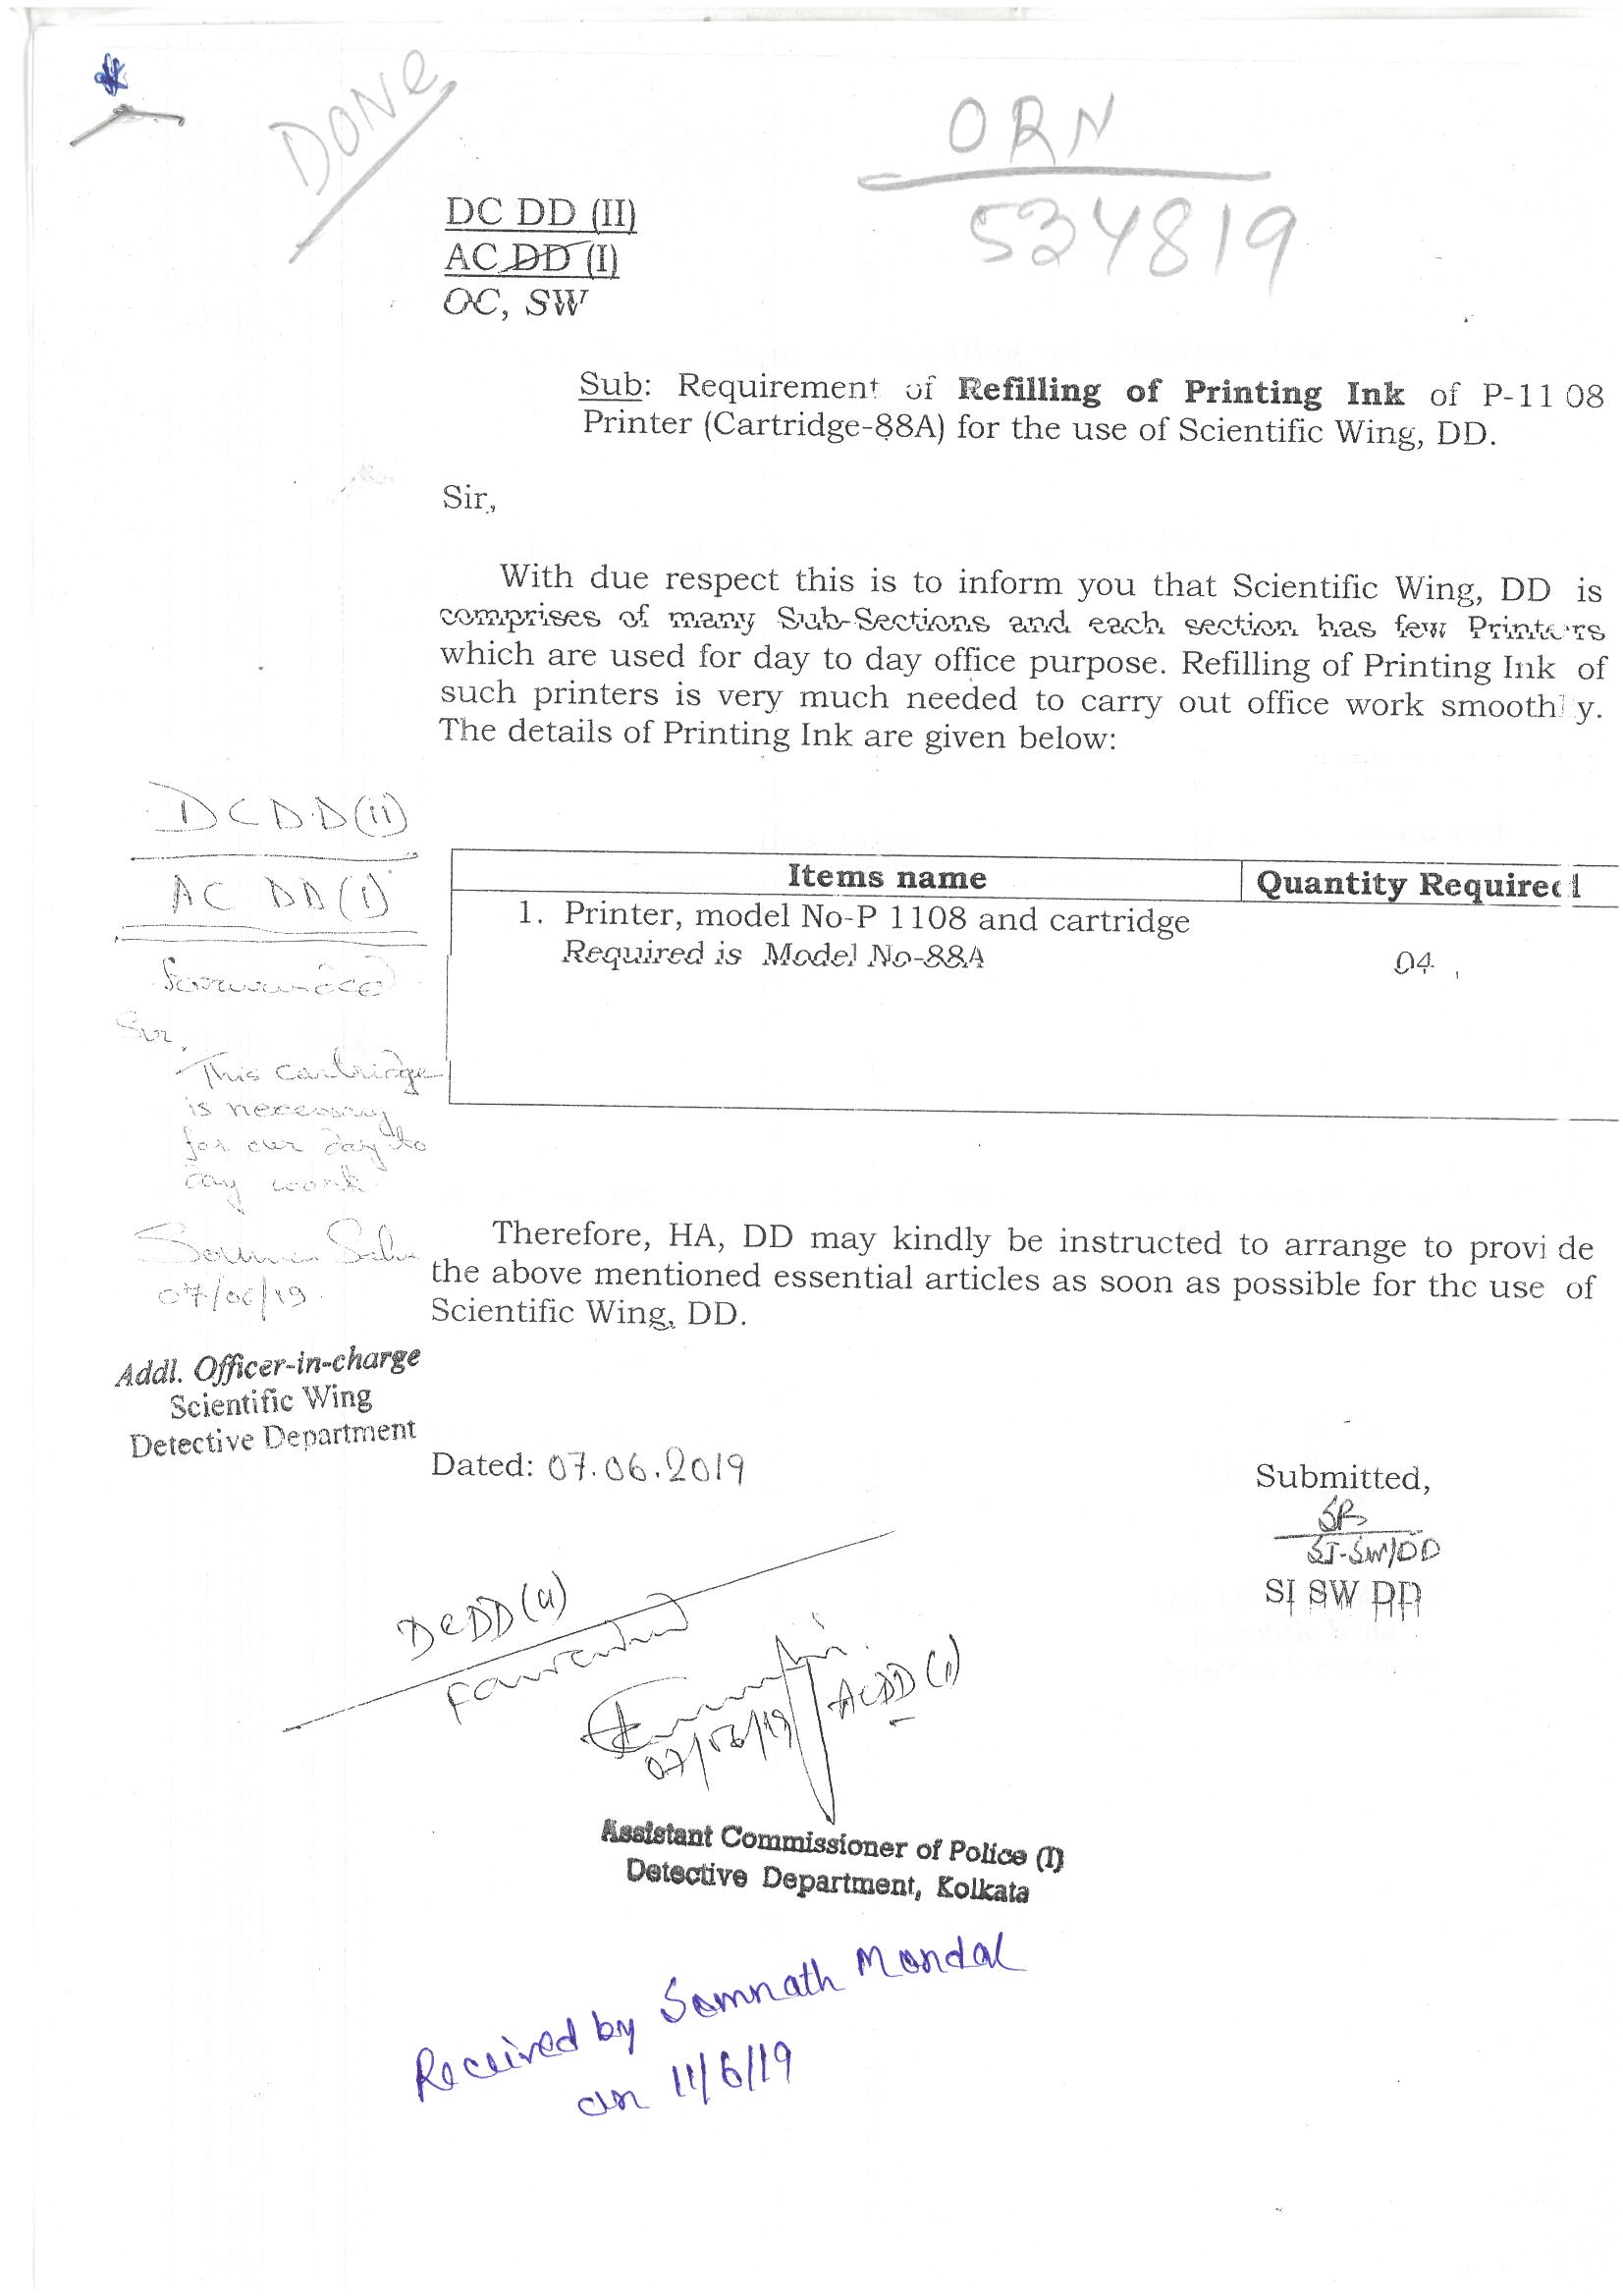 DONE
ORN
534819
DC DD (II)
AC DD (I)
OC, SW
Sub: Requirement of Refilling of Printing Ink of P-1108
Printer (Cartridge-88A) for the use of Scientific Wing, DD.
Sir,
With due respect this is to inform you that Scientific Wing, DD is
comprises of many Sub-Sections and each section has few Printers
which are used for day to day office purpose. Refilling of Printing Ink of
such printers is very much needed to carry out office work smoothly.
The details of Printing Ink are given below:
DCDD(ii)
AC DD(I)
Forwarded
Sir,
This cartridge
is necessary
for our day to
day work
07/06/19
Addl. Officer-in-charge
Scientific Wing
Detective Department
Items name Quantity Required
1. Printer, model No-P 1108 and cartridge
Required is Model No-88A 04
Therefore, HA, DD may kindly be instructed to arrange to provide
the above mentioned essential articles as soon as possible for the use of
Scientific Wing, DD.
Dated: 07.06.2019
Submitted,
SI-SW/DD
SI SW DD
DCDD(II)
Forwarded
07/06/19
ACDD(I)
Assistant Commissioner of Police (I)
Detective Department, Kolkata
Received by Somnath Mondal
on 11/6/19